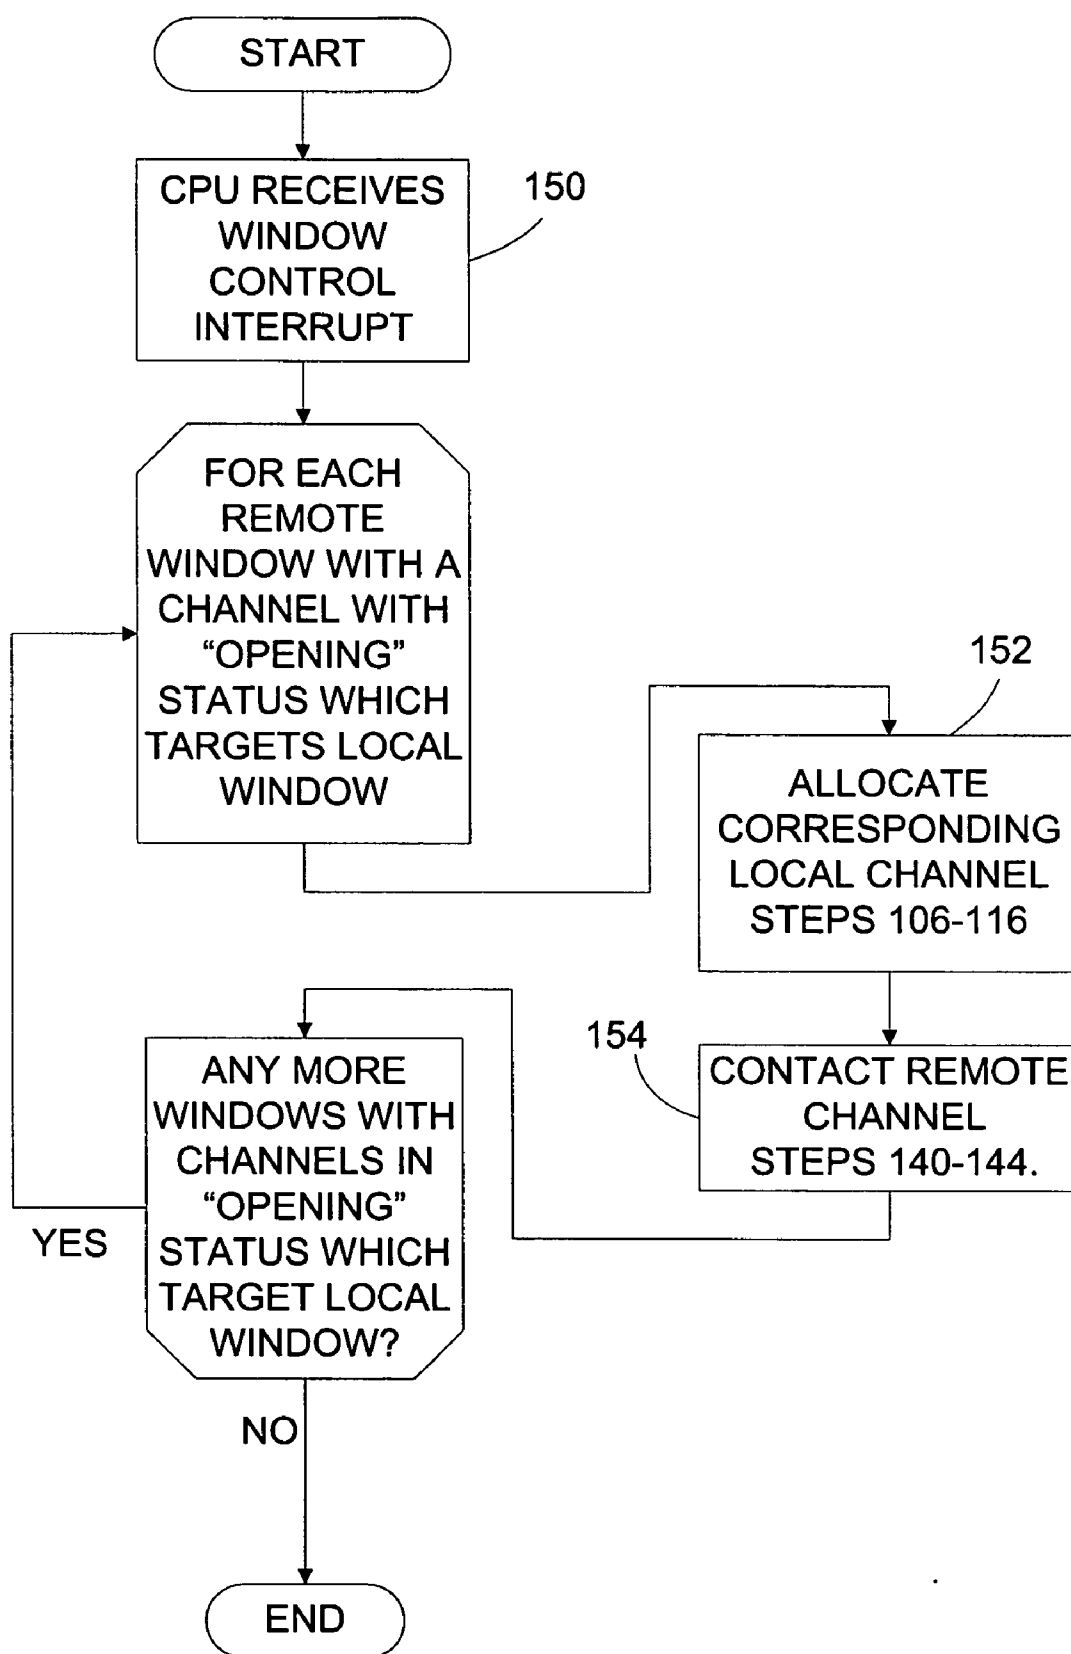 START
CPU RECEIVES
WINDOW
CONTROL
INTERRUPT
150
FOR EACH
REMOTE
WINDOW WITH A
CHANNEL WITH
“OPENING”
STATUS WHICH
TARGETS LOCAL
WINDOW
152
ALLOCATE
CORRESPONDING
LOCAL CHANNEL
STEPS 106-116
154
CONTACT REMOTE
CHANNEL
STEPS 140-144.
ANY MORE
WINDOWS WITH
CHANNELS IN
“OPENING”
STATUS WHICH
TARGET LOCAL
WINDOW?
YES
NO
END